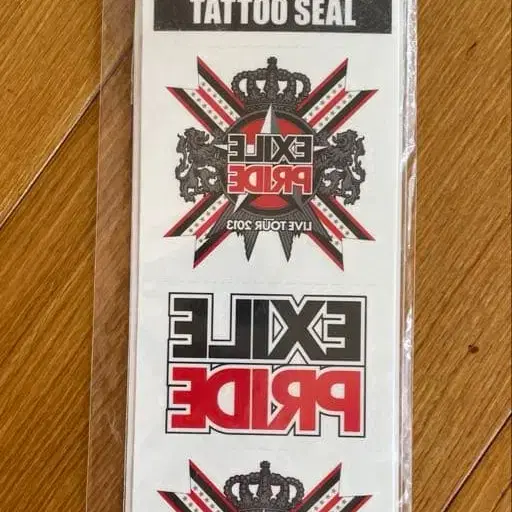 TATTOO SEAL
EXILE
PRIDE
LIVE TOUR 2013
EXILE
PRIDE